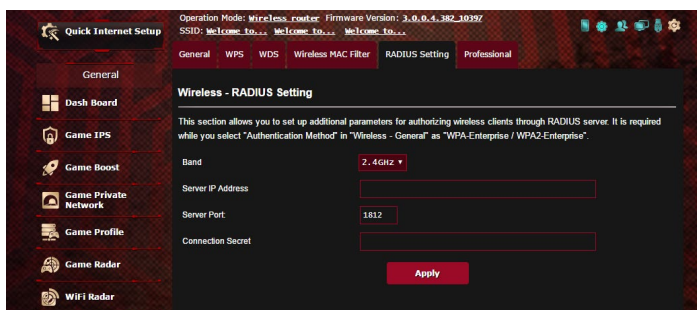 Operation Mode: Wireless router Firmware Version: 3.0.0.4.382_10397
SSID: Welcome to... Welcome to... Welcome to...
Quick Internet Setup
General WPS WDS Wireless MAC Filter RADIUS Setting Professional
General
Dash Board
Game IPS
Game Boost
Game Private
Network
Game Profile
Game Radar
WiFi Radar
Wireless - RADIUS Setting
This section allows you to set up additional parameters for authorizing wireless clients through RADIUS server. It is required
while you select "Authentication Method" in "Wireless - General" as "WPA-Enterprise / WPA2-Enterprise".
Band 2.4GHz
Server IP Address
Server Port: 1812
Connection Secret
Apply